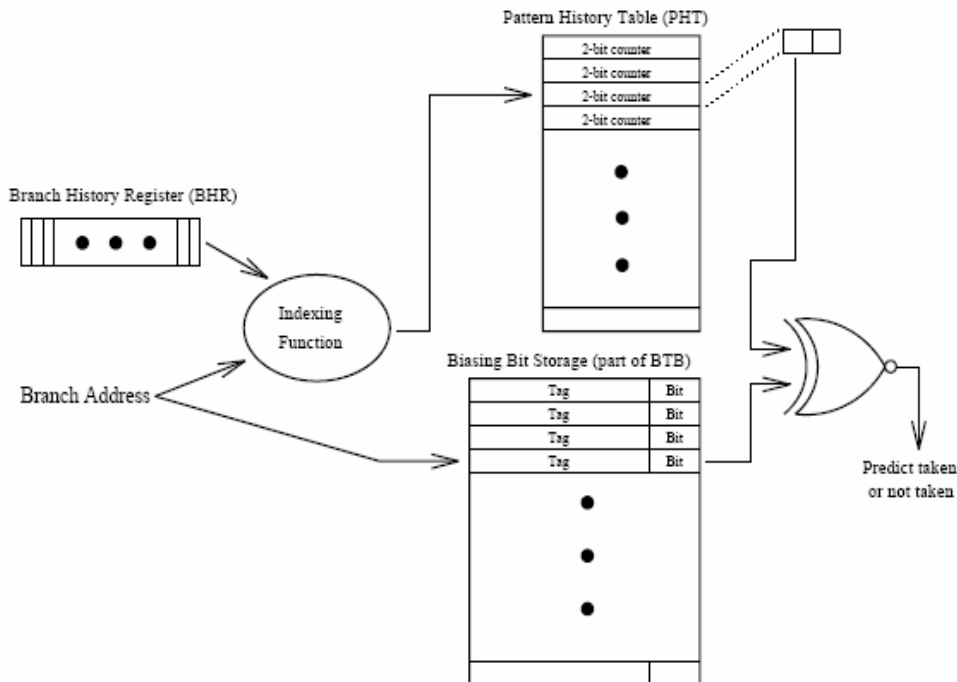 Pattern History Table (PHT)
2-bit counter
2-bit counter
2-bit counter
2-bit counter
Branch History Register (BHR)
Indexing
Function
Branch Address
Biasing Bit Storage (part of BTB)
Tag Bit
Tag Bit
Tag Bit
Tag Bit
Predict taken
or not taken